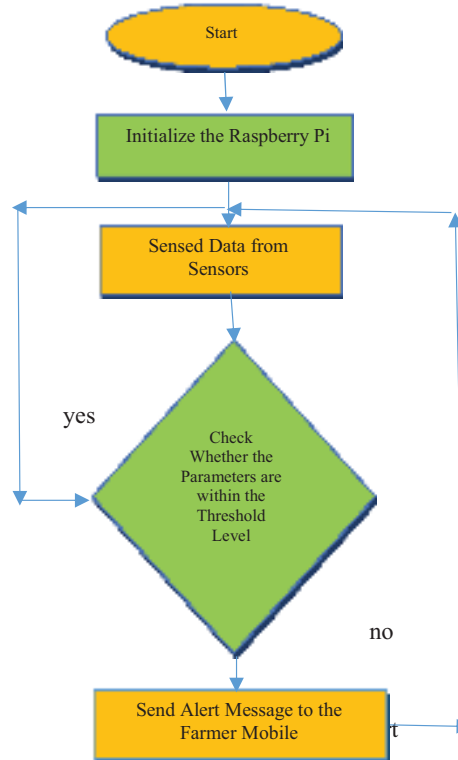 Start
Initialize the Raspberry Pi
Sensed Data from
Sensors
yes
Check
Whether the
Parameters are
within the
Threshold
Level
no
Send Alert Message to the
Farmer Mobile
t